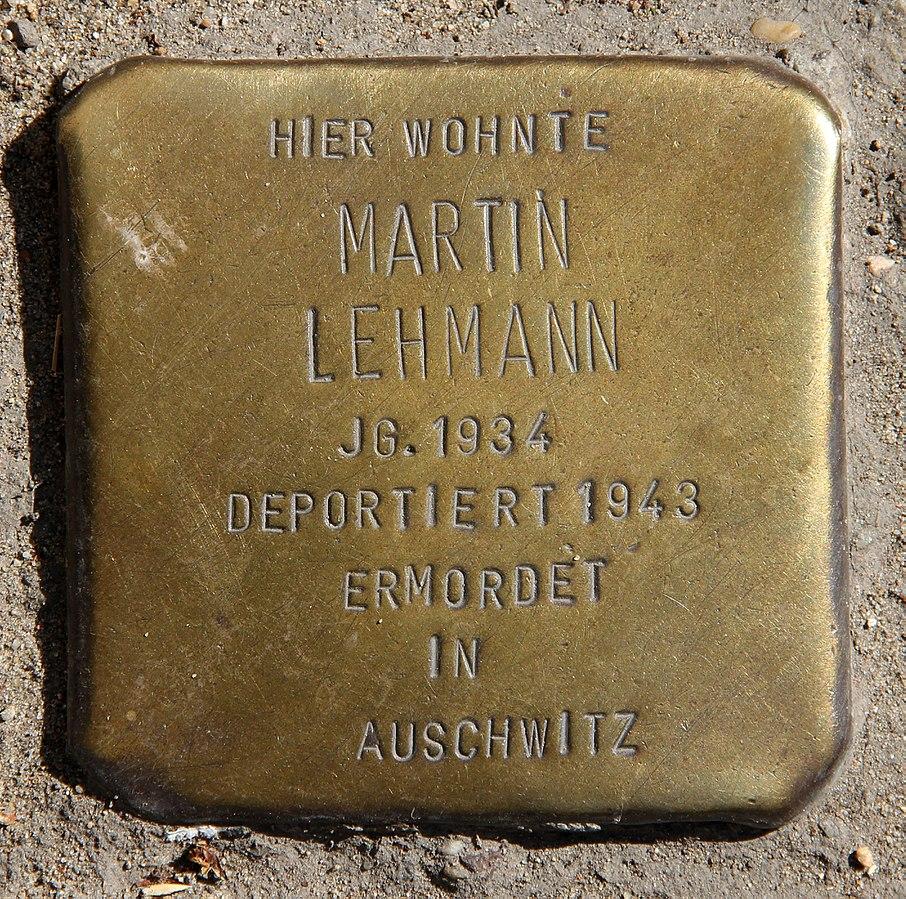 HIER WOHNTE
MARTIN
LEHMANN
JG. 1934
DEPORTIERT 1943
ERMORDET
IN
AUSCHWITZ